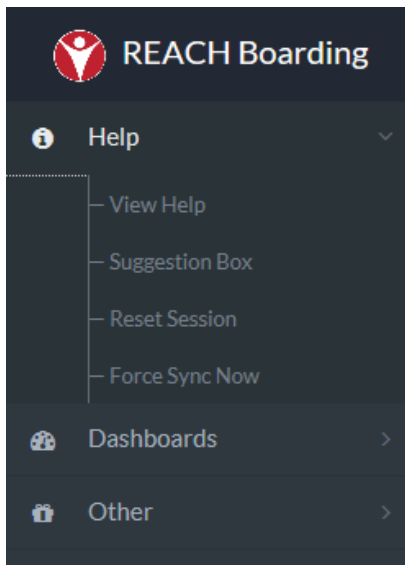 REACH Boarding
Help
View Help
Suggestion Box
Reset Session
Force Sync Now
Dashboards
Other